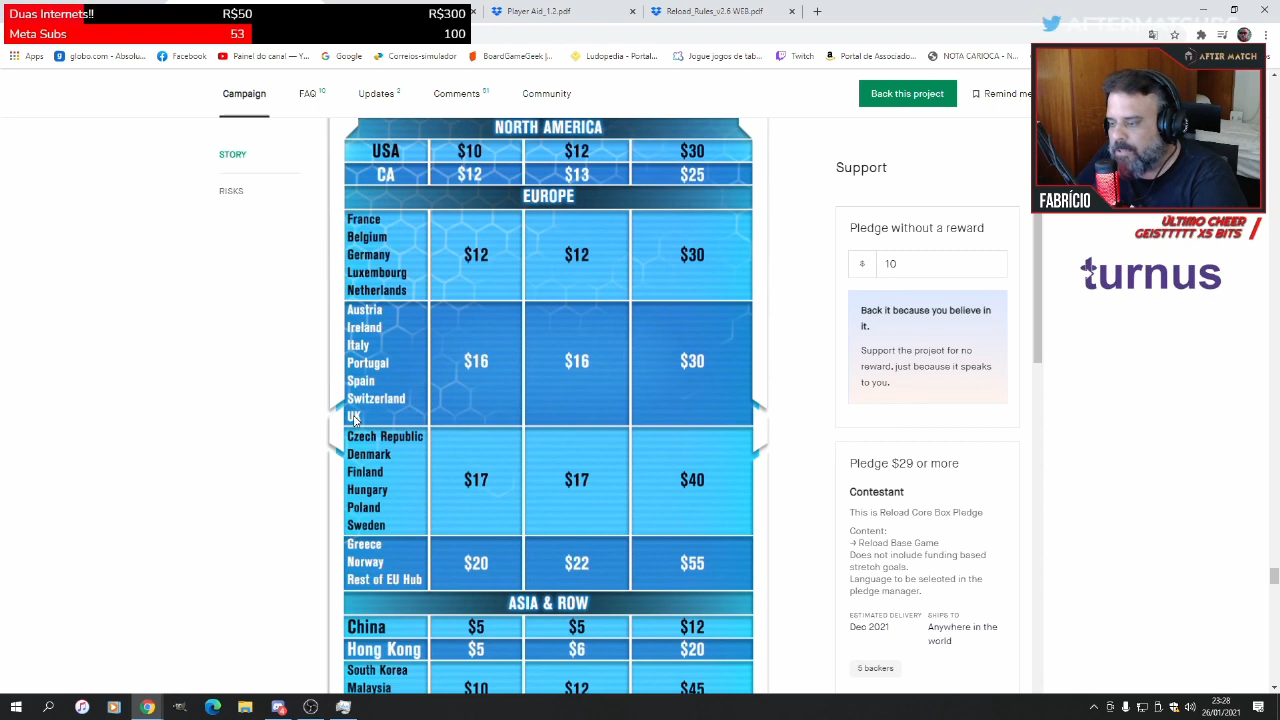 Duas Internets!! R$50 R$300
Meta Subs 53 100
Player Aid_1.2.pdf
Reload_Rules_v2.6 WEB.pdf
AFTERMATCHBG
Apps
globo.com - Absolu...
Facebook
Painel do canal — Y...
Google
Correios-simulador
BoardGameGeek | G...
Ludopedia - Portal...
Jogue jogos de tab...
Twitch
Portal de Associado...
NOTA CARIOCA - N...
Campaign
FAQ 10
Updates 2
Comments 51
Community
Back this project
Remind me
AFTER MATCH
FABRÍCIO
ÚLTIMO CHEER
GEISTTTTT X5 BITS
turnus
STORY
RISKS
NORTH AMERICA
USA $10 $12 $30
CA $12 $13 $25
EUROPE
France
Belgium
Germany $12 $12 $30
Luxembourg
Netherlands
Austria
Ireland
Italy
Portugal $16 $16 $30
Spain
Switzerland
UK
Czech Republic
Denmark
Finland $17 $17 $40
Hungary
Poland
Sweden
Greece
Norway $20 $22 $55
Rest of EU Hub
ASIA & ROW
China $5 $5 $12
Hong Kong $5 $6 $20
South Korea
Malaysia $10 $12 $45
Support
Pledge without a reward
$ 10
Back it because you believe in
it.
Support the project for no
reward, just because it speaks
to you.
Pledge $29 or more
Contestant
This is Reload Core Box Pledge
Content:
→ Reload Base Game
Does not include funding based
stretch goals.
Language to be selected in the
pledge manager.
ESTIMATED DELIVERY SHIPS TO
Dec 2021 Anywhere in the
world
5 backers
23:28
26/01/2021